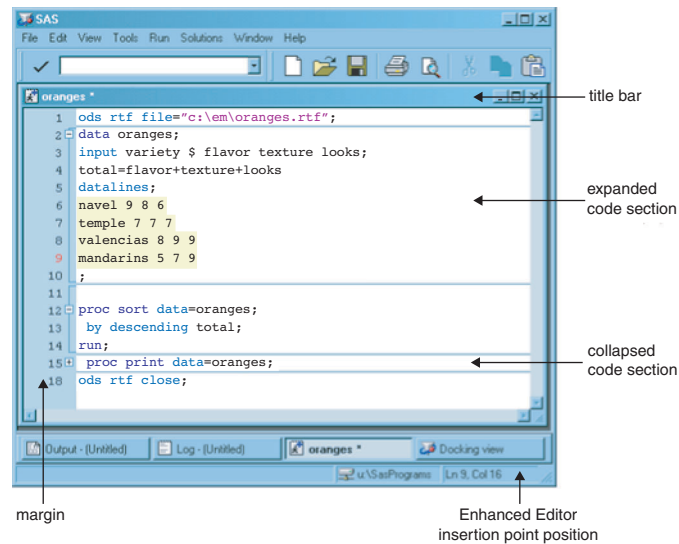 SAS
File Edit View Tools Run Solutions Window Help
oranges *
title bar
1 ods rtf file="c:\em\oranges.rtf";
2 data oranges;
3 input variety $ flavor texture looks;
4 total=flavor+texture+looks
5 datalines;
6 navel 9 8 6
7 temple 7 7 7
8 valencias 8 9 9
9 mandarins 5 7 9
10 ;
11
12 proc sort data=oranges;
13 by descending total;
14 run;
15 proc print data=oranges;
18 ods rtf close;
expanded
code section
collapsed
code section
Output - (Untitled) Log - (Untitled) oranges * Docking view
u:\SasPrograms Ln 9, Col 16
margin
Enhanced Editor
insertion point position